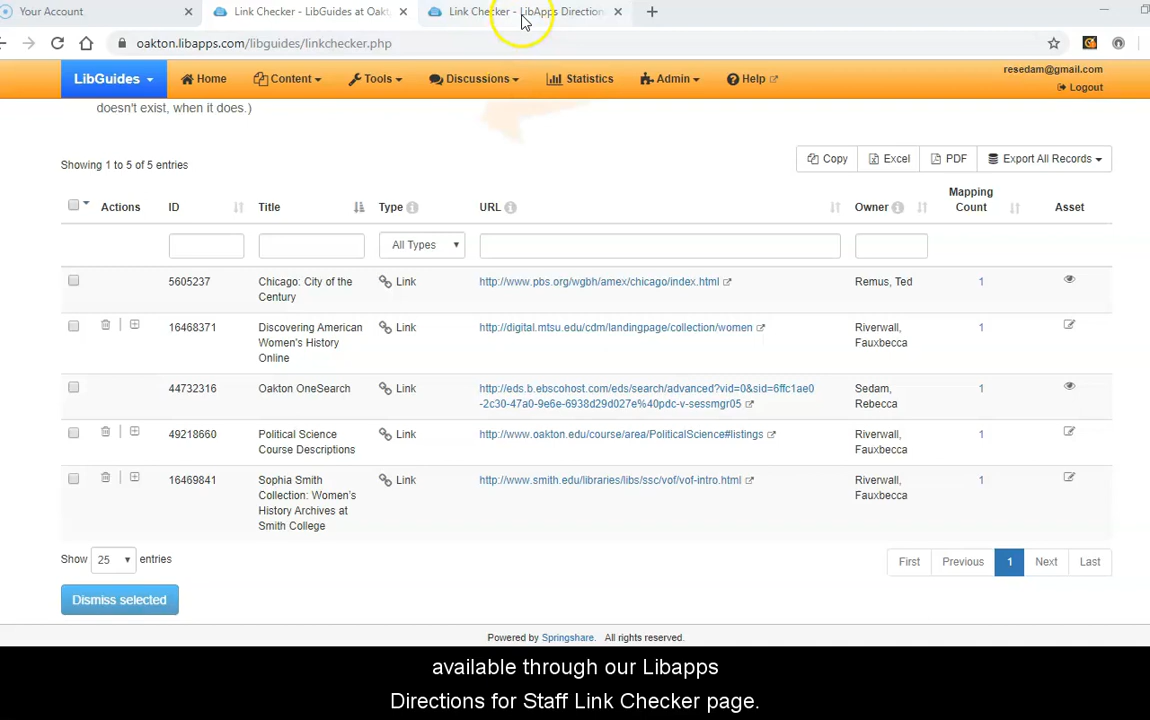 Your Account
Link Checker - LibGuides at Oakt
Link Checker - LibApps Direction
oakton.libapps.com/libguides/linkchecker.php
LibGuides Home Content Tools Discussions Statistics Admin Help
resedam@gmail.com
Logout
doesn't exist, when it does.)
Showing 1 to 5 of 5 entries
Copy Excel PDF Export All Records
Actions ID Title Type URL Owner Mapping Count Asset
All Types
5605237 Chicago: City of the Century Link http://www.pbs.org/wgbh/amex/chicago/index.html Remus, Ted 1
16468371 Discovering American Women's History Online Link http://digital.mtsu.edu/cdm/landingpage/collection/women Riverwall, Fauxbecca 1
44732316 Oakton OneSearch Link http://eds.b.ebscohost.com/eds/search/advanced?vid=0&sid=6ffc1ae0-2c30-47a0-9e6e-6938d29d027e%40pdc-v-sessmgr05 Sedam, Rebecca 1
49218660 Political Science Course Descriptions Link http://www.oakton.edu/course/area/PoliticalScience#listings Riverwall, Fauxbecca 1
16469841 Sophia Smith Collection: Women's History Archives at Smith College Link http://www.smith.edu/libraries/libs/ssc/vof/vof-intro.html Riverwall, Fauxbecca 1
Show 25 entries
First Previous 1 Next Last
Dismiss selected
Powered by Springshare. All rights reserved.
available through our Libapps
Directions for Staff Link Checker page.